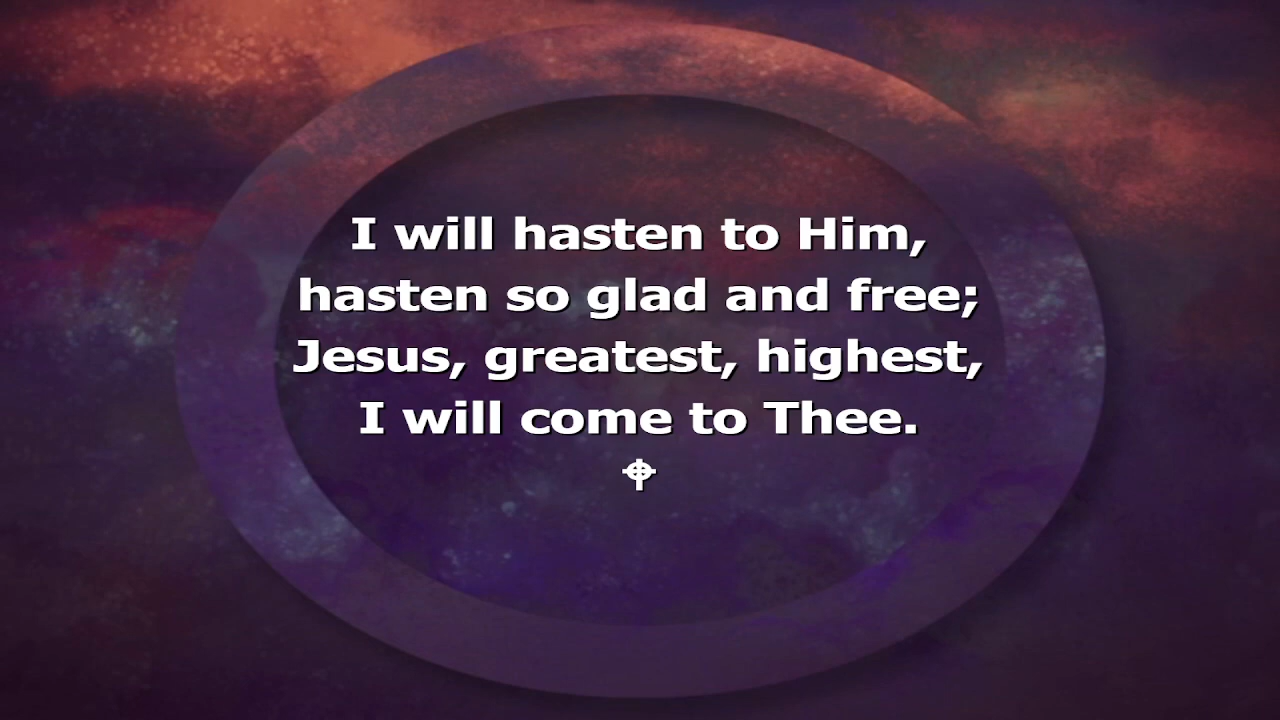 I will hasten to Him,
hasten so glad and free;
Jesus, greatest, highest,
I will come to Thee.